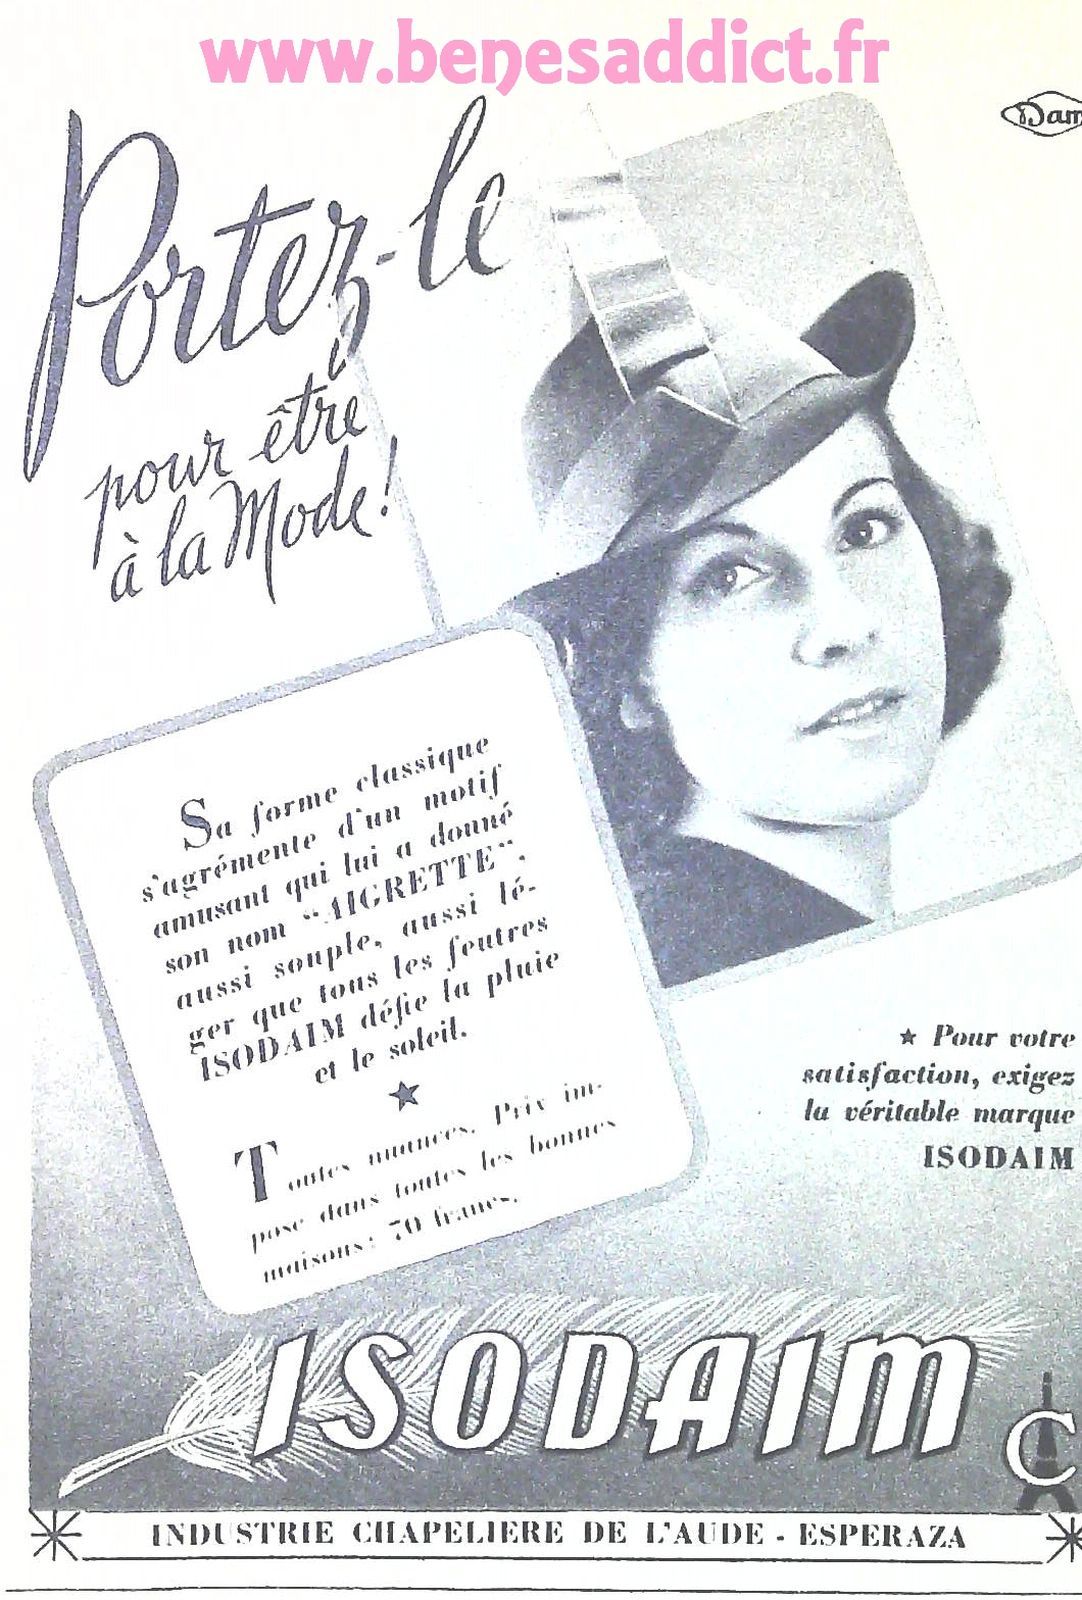 www.benesaddict.fr
Dam
Portez-le
pour être
à la Mode!
Sa forme classique
s'agrémente d'un motif
amusant qui lui a donné
son nom "AIGRETTE",
aussi souple, aussi lé-
ger que tous les feutres
ISODAIM défie la pluie
et le soleil.
Toutes nuances. Prix im-
posé dans toutes les bonnes
maisons: 70 francs.
★ Pour votre
satisfaction, exigez
la véritable marque
ISODAIM
ISODAIM
C
INDUSTRIE CHAPELIERE DE L'AUDE - ESPERAZA